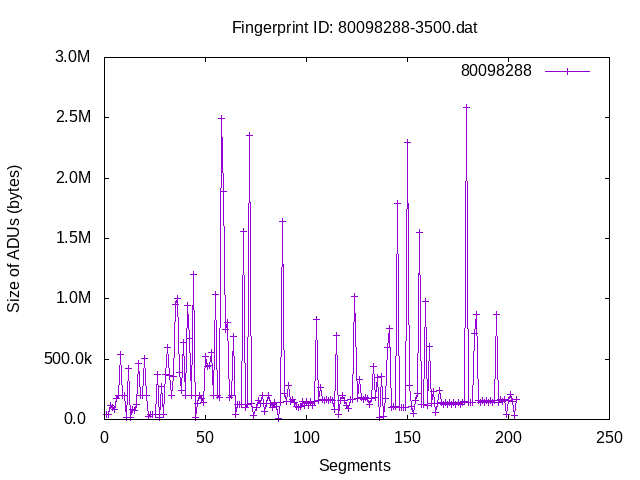 Fingerprint ID: 80098288-3500.dat
80098288
Size of ADUs (bytes)
3.0M
2.5M
2.0M
1.5M
1.0M
500.0k
0.0
0 50 100 150 200 250
Segments